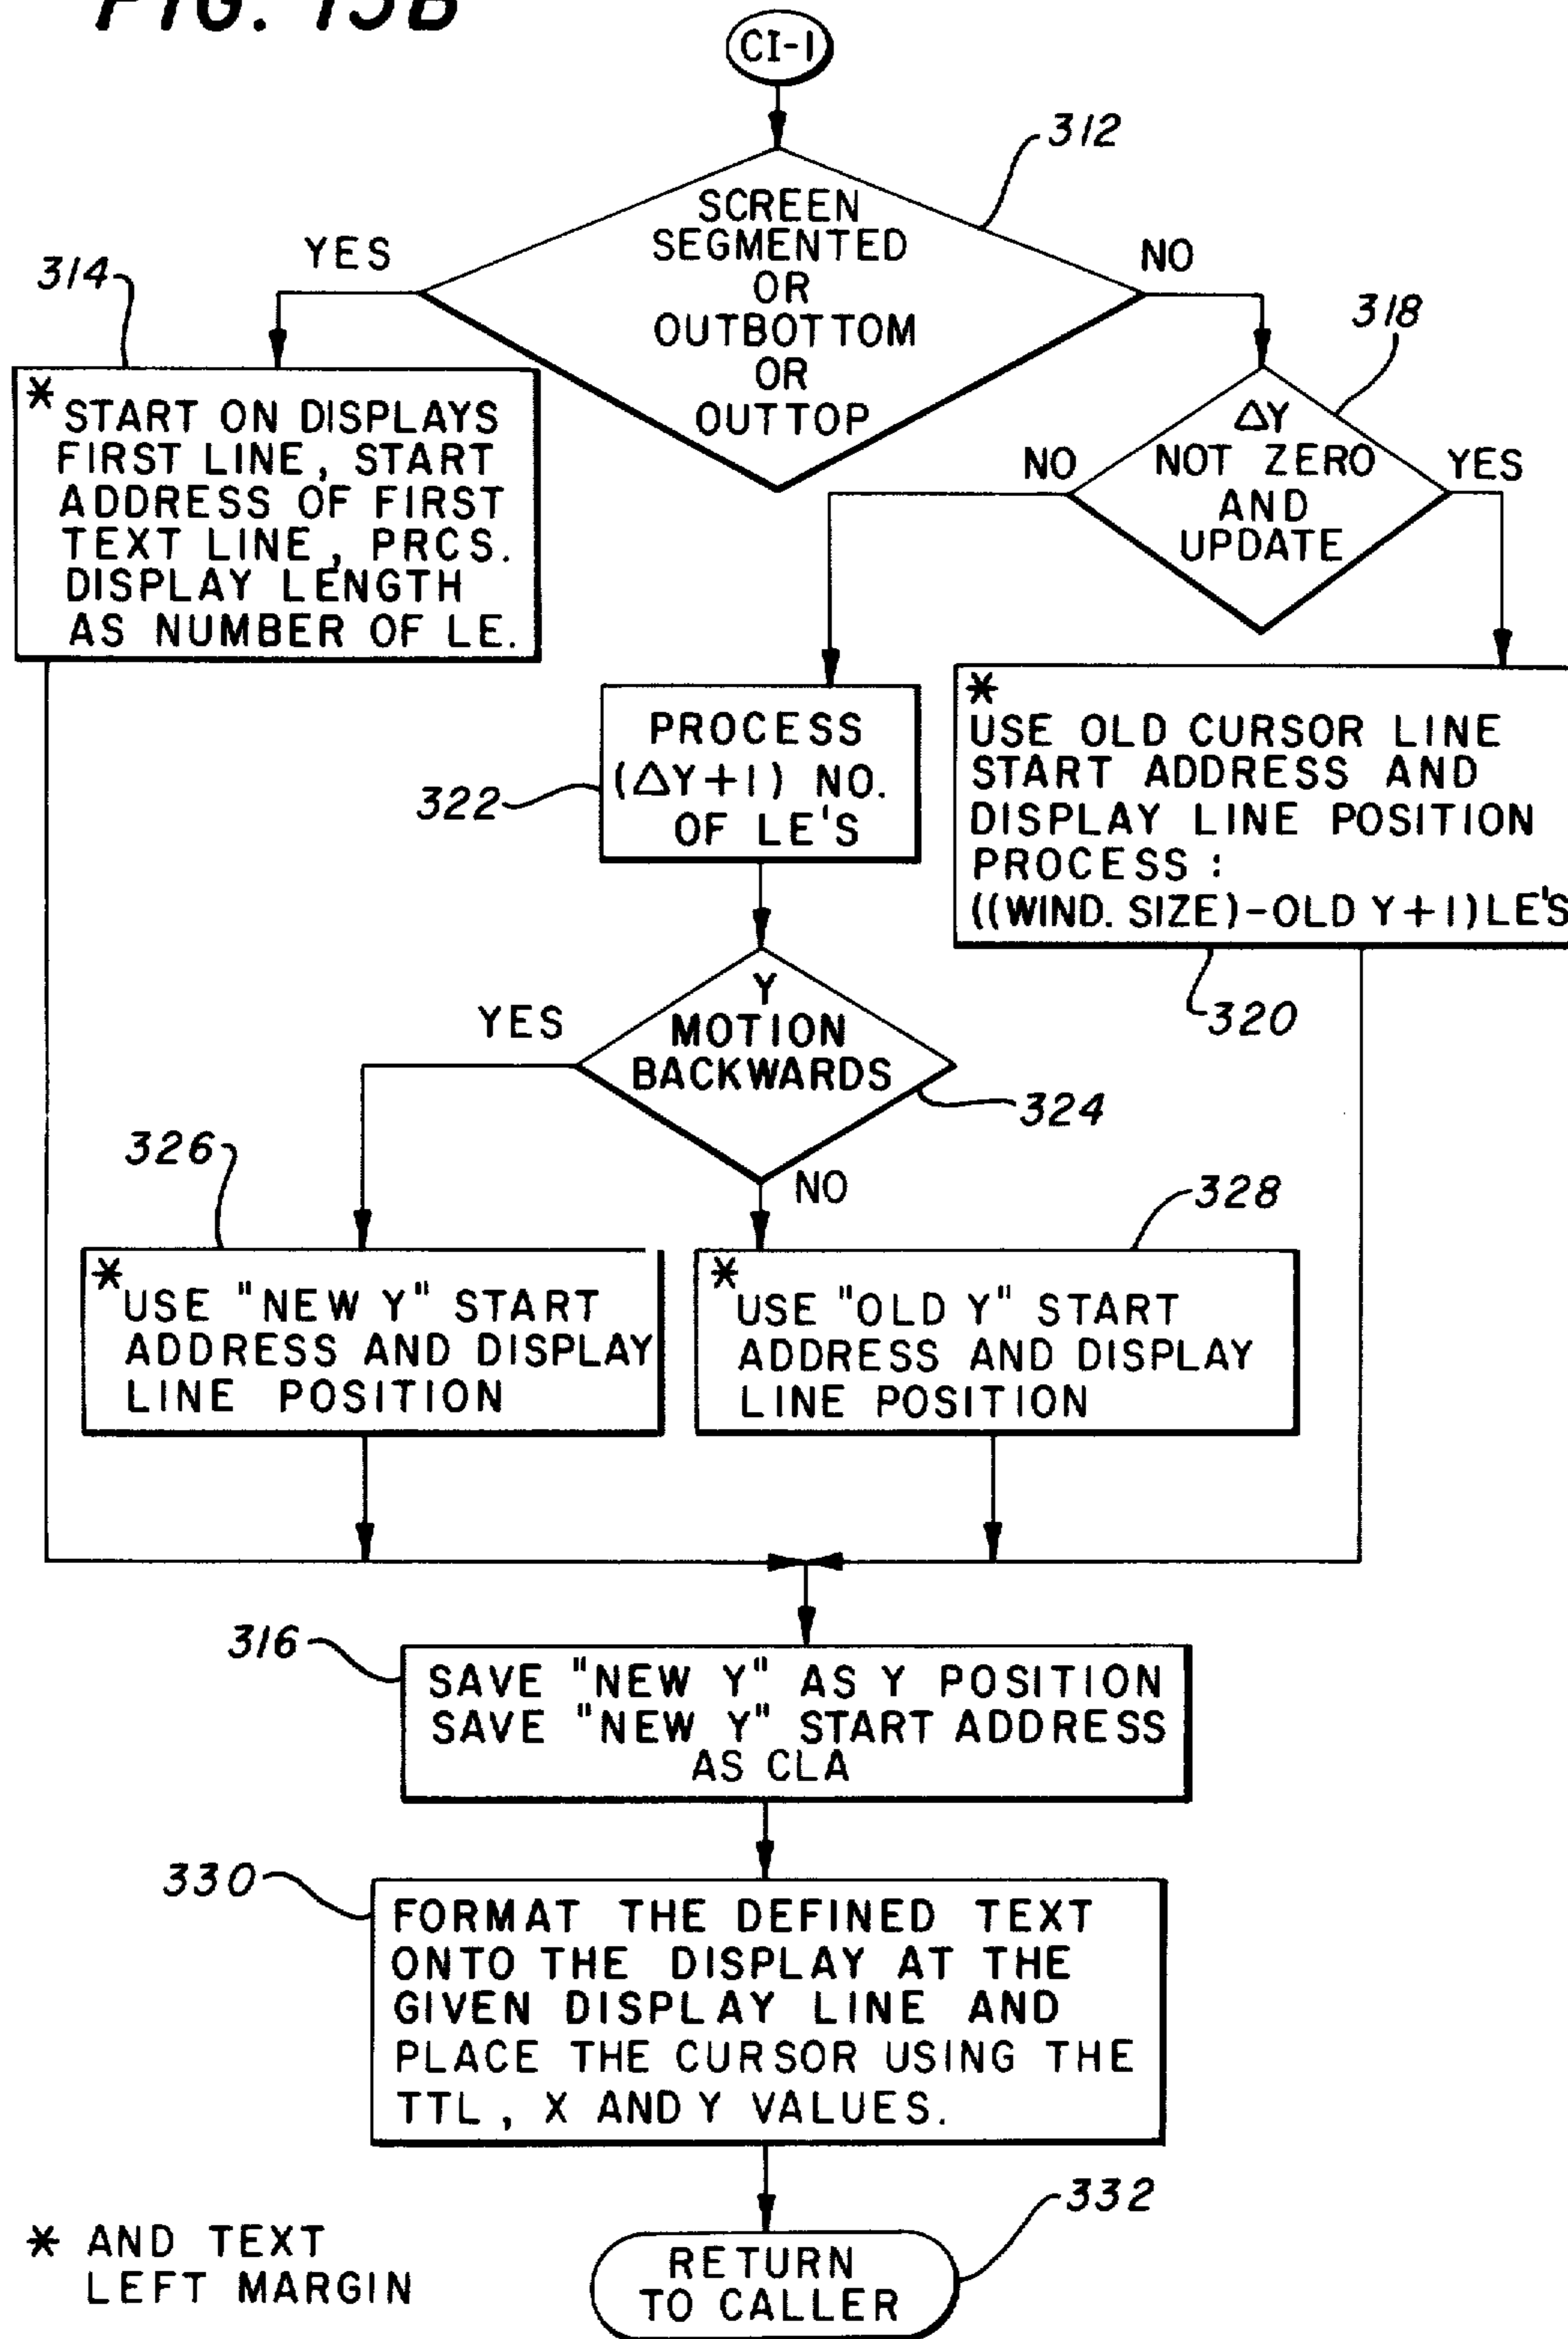 FIG. 15B
CI-1
312
SCREEN
SEGMENTED
OR
OUTBOTTOM
OR
OUTTOP
YES
NO
314
* START ON DISPLAYS
FIRST LINE, START
ADDRESS OF FIRST
TEXT LINE, PRCS.
DISPLAY LENGTH
AS NUMBER OF LE.
318
ΔY
NOT ZERO
AND
UPDATE
NO
YES
322
PROCESS
(ΔY+1) NO.
OF LE'S
*
USE OLD CURSOR LINE
START ADDRESS AND
DISPLAY LINE POSITION
PROCESS :
((WIND. SIZE)-OLD Y+1)LE'S
320
Y
MOTION
BACKWARDS
YES
324
NO
326
* USE "NEW Y" START
ADDRESS AND DISPLAY
LINE POSITION
328
* USE "OLD Y" START
ADDRESS AND DISPLAY
LINE POSITION
316
SAVE "NEW Y" AS Y POSITION
SAVE "NEW Y" START ADDRESS
AS CLA
330
FORMAT THE DEFINED TEXT
ONTO THE DISPLAY AT THE
GIVEN DISPLAY LINE AND
PLACE THE CURSOR USING THE
TTL, X AND Y VALUES.
332
RETURN
TO CALLER
* AND TEXT
LEFT MARGIN